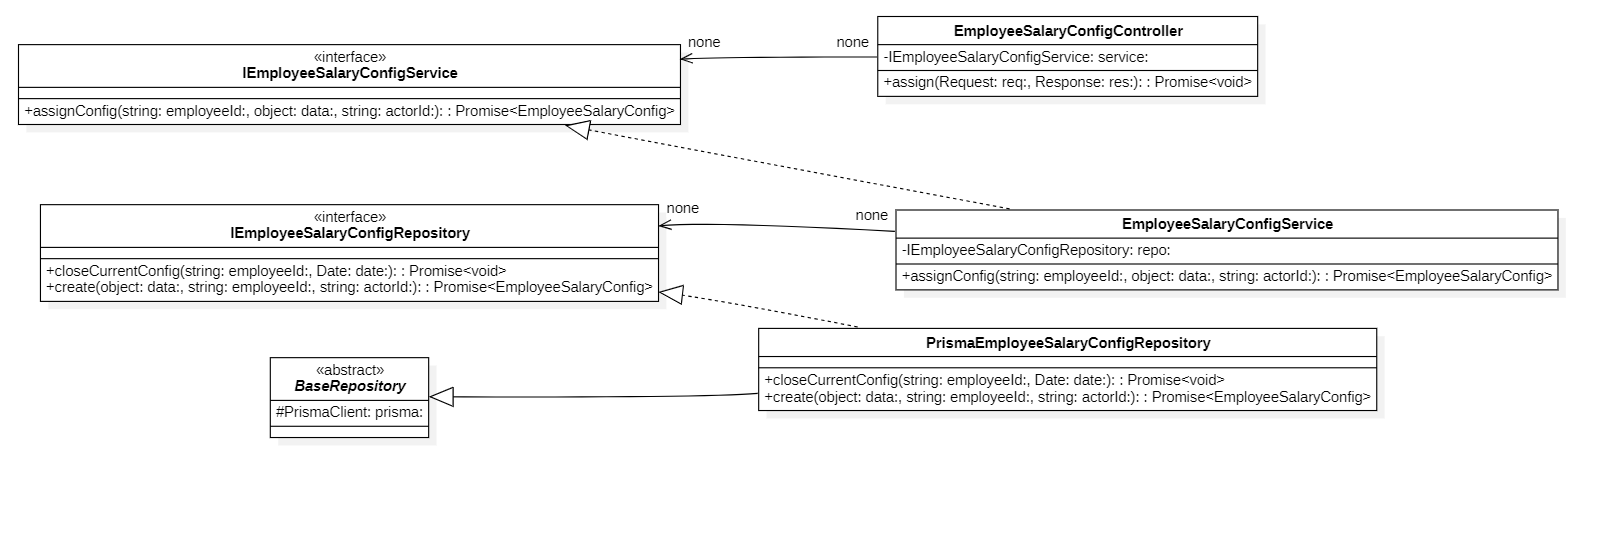 EmployeeSalaryConfigController
-IEmployeeSalaryConfigService: service:
+assign(Request: req:, Response: res:): : Promise<void>
none
none
«interface»
IEmployeeSalaryConfigService
+assignConfig(string: employeeId:, object: data:, string: actorId:): : Promise<EmployeeSalaryConfig>
«interface»
IEmployeeSalaryConfigRepository
+closeCurrentConfig(string: employeeId:, Date: date:): : Promise<void>
+create(object: data:, string: employeeId:, string: actorId:): : Promise<EmployeeSalaryConfig>
none
none
EmployeeSalaryConfigService
-IEmployeeSalaryConfigRepository: repo:
+assignConfig(string: employeeId:, object: data:, string: actorId:): : Promise<EmployeeSalaryConfig>
PrismaEmployeeSalaryConfigRepository
+closeCurrentConfig(string: employeeId:, Date: date:): : Promise<void>
+create(object: data:, string: employeeId:, string: actorId:): : Promise<EmployeeSalaryConfig>
«abstract»
BaseRepository
#PrismaClient: prisma: